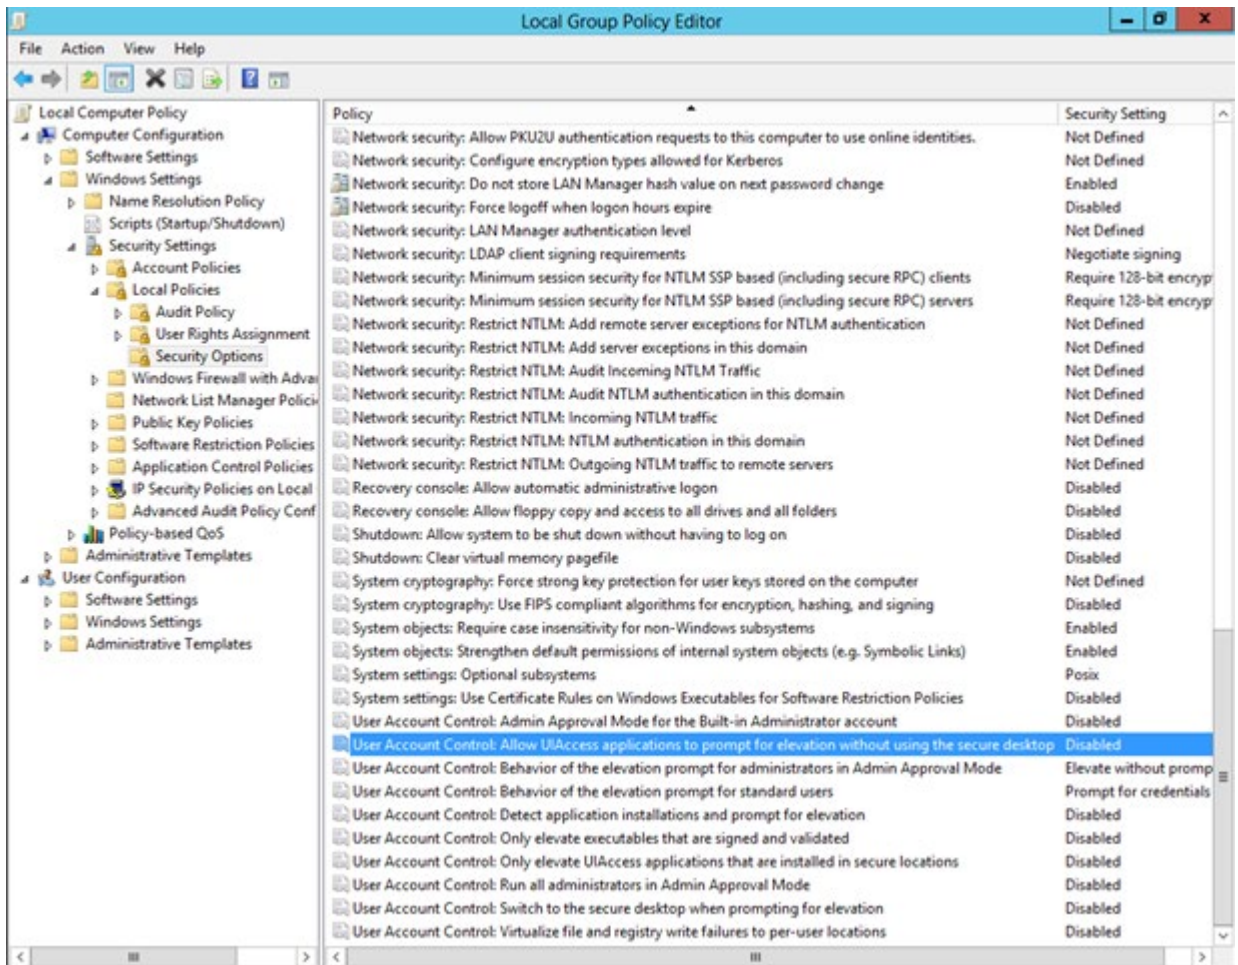 Local Group Policy Editor
File Action View Help
Local Computer Policy
Computer Configuration
Software Settings
Windows Settings
Name Resolution Policy
Scripts (Startup/Shutdown)
Security Settings
Account Policies
Local Policies
Audit Policy
User Rights Assignment
Security Options
Windows Firewall with Advan
Network List Manager Policie
Public Key Policies
Software Restriction Policies
Application Control Policies
IP Security Policies on Local
Advanced Audit Policy Conf
Policy-based QoS
Administrative Templates
User Configuration
Software Settings
Windows Settings
Administrative Templates
Policy Security Setting
Network security: Allow PKU2U authentication requests to this computer to use online identities. Not Defined
Network security: Configure encryption types allowed for Kerberos Not Defined
Network security: Do not store LAN Manager hash value on next password change Enabled
Network security: Force logoff when logon hours expire Disabled
Network security: LAN Manager authentication level Not Defined
Network security: LDAP client signing requirements Negotiate signing
Network security: Minimum session security for NTLM SSP based (including secure RPC) clients Require 128-bit encryp
Network security: Minimum session security for NTLM SSP based (including secure RPC) servers Require 128-bit encryp
Network security: Restrict NTLM: Add remote server exceptions for NTLM authentication Not Defined
Network security: Restrict NTLM: Add server exceptions in this domain Not Defined
Network security: Restrict NTLM: Audit Incoming NTLM Traffic Not Defined
Network security: Restrict NTLM: Audit NTLM authentication in this domain Not Defined
Network security: Restrict NTLM: Incoming NTLM traffic Not Defined
Network security: Restrict NTLM: NTLM authentication in this domain Not Defined
Network security: Restrict NTLM: Outgoing NTLM traffic to remote servers Not Defined
Recovery console: Allow automatic administrative logon Disabled
Recovery console: Allow floppy copy and access to all drives and all folders Disabled
Shutdown: Allow system to be shut down without having to log on Disabled
Shutdown: Clear virtual memory pagefile Disabled
System cryptography: Force strong key protection for user keys stored on the computer Not Defined
System cryptography: Use FIPS compliant algorithms for encryption, hashing, and signing Disabled
System objects: Require case insensitivity for non-Windows subsystems Enabled
System objects: Strengthen default permissions of internal system objects (e.g. Symbolic Links) Enabled
System settings: Optional subsystems Posix
System settings: Use Certificate Rules on Windows Executables for Software Restriction Policies Disabled
User Account Control: Admin Approval Mode for the Built-in Administrator account Disabled
User Account Control: Allow UIAccess applications to prompt for elevation without using the secure desktop Disabled
User Account Control: Behavior of the elevation prompt for administrators in Admin Approval Mode Elevate without promp
User Account Control: Behavior of the elevation prompt for standard users Prompt for credentials
User Account Control: Detect application installations and prompt for elevation Disabled
User Account Control: Only elevate executables that are signed and validated Disabled
User Account Control: Only elevate UIAccess applications that are installed in secure locations Disabled
User Account Control: Run all administrators in Admin Approval Mode Disabled
User Account Control: Switch to the secure desktop when prompting for elevation Disabled
User Account Control: Virtualize file and registry write failures to per-user locations Disabled